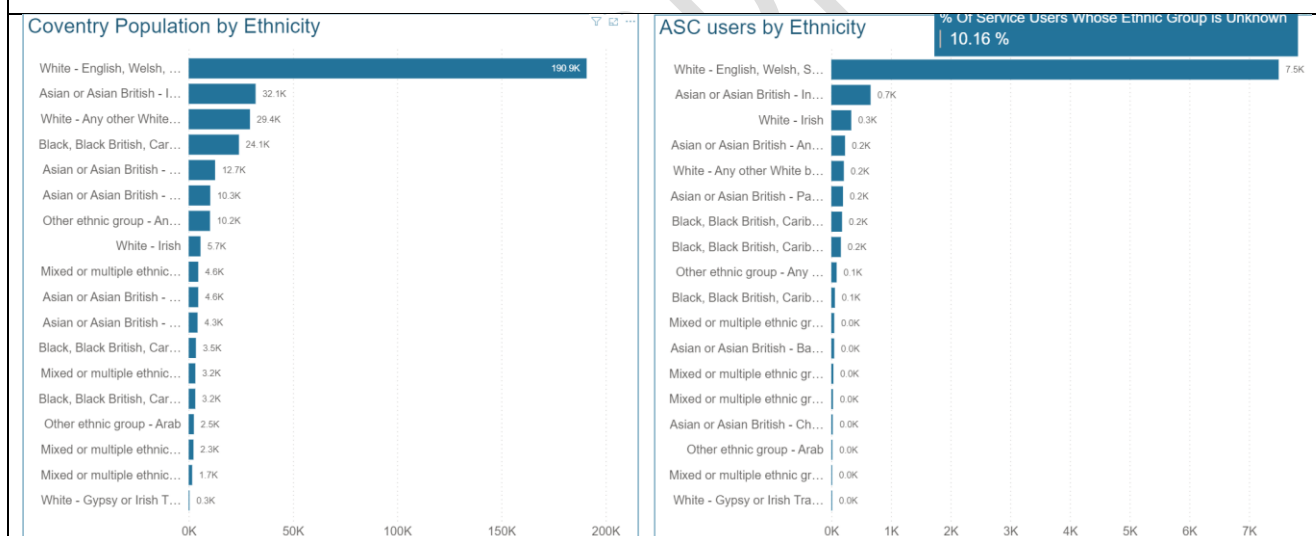 Coventry Population by Ethnicity
White - English, Welsh, ... 190.9K
Asian or Asian British - I... 32.1K
White - Any other White... 29.4K
Black, Black British, Car... 24.1K
Asian or Asian British - ... 12.7K
Asian or Asian British - ... 10.3K
Other ethnic group - An... 10.2K
White - Irish 5.7K
Mixed or multiple ethnic... 4.6K
Asian or Asian British - ... 4.6K
Asian or Asian British - ... 4.3K
Black, Black British, Car... 3.5K
Mixed or multiple ethnic... 3.2K
Black, Black British, Car... 3.2K
Other ethnic group - Arab 2.5K
Mixed or multiple ethnic... 2.3K
Mixed or multiple ethnic... 1.7K
White - Gypsy or Irish T... 0.3K
0K 50K 100K 150K 200K
ASC users by Ethnicity
% Of Service Users Whose Ethnic Group is Unknown
10.16 %
White - English, Welsh, S... 7.5K
Asian or Asian British - In... 0.7K
White - Irish 0.3K
Asian or Asian British - An... 0.2K
White - Any other White b... 0.2K
Asian or Asian British - Pa... 0.2K
Black, Black British, Carib... 0.2K
Black, Black British, Carib... 0.2K
Other ethnic group - Any ... 0.1K
Black, Black British, Carib... 0.1K
Mixed or multiple ethnic gr... 0.0K
Asian or Asian British - Ba... 0.0K
Mixed or multiple ethnic gr... 0.0K
Mixed or multiple ethnic gr... 0.0K
Asian or Asian British - Ch... 0.0K
Other ethnic group - Arab 0.0K
Mixed or multiple ethnic gr... 0.0K
White - Gypsy or Irish Tra... 0.0K
0K 1K 2K 3K 4K 5K 6K 7K